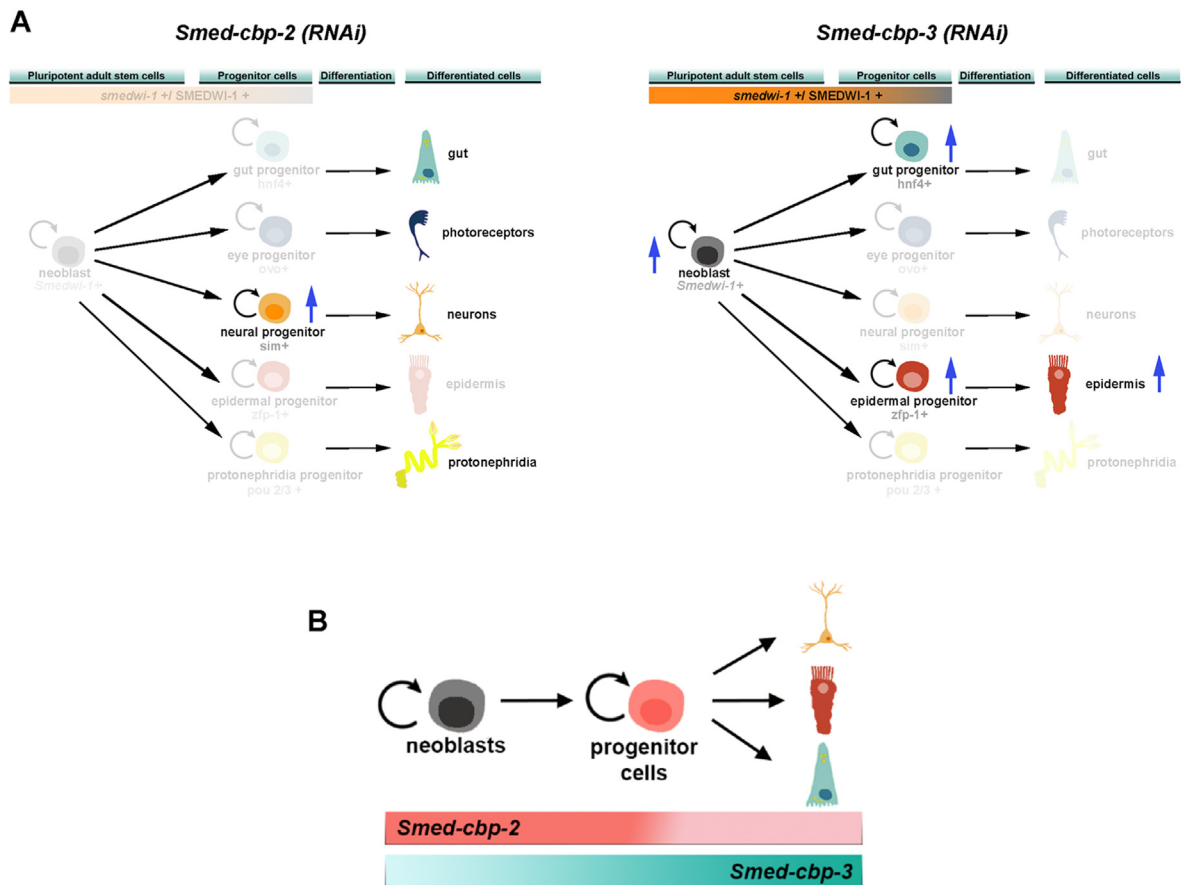 A
Smed-cbp-2 (RNAi)
Pluripotent adult stem cells
Progenitor cells
Differentiation
Differentiated cells
smedwi-1 +/ SMEDWI-1 +
gut progenitor
hnf4+
gut
eye progenitor
ovo+
photoreceptors
neoblast
Smedwi-1+
neural progenitor
sim+
neurons
epidermal progenitor
zfp-1+
epidermis
protonephridia progenitor
pou 2/3 +
protonephridia
Smed-cbp-3 (RNAi)
Pluripotent adult stem cells
Progenitor cells
Differentiation
Differentiated cells
smedwi-1 +/ SMEDWI-1 +
gut progenitor
hnf4+
gut
eye progenitor
ovo+
photoreceptors
neoblast
Smedwi-1+
neural progenitor
sim+
neurons
epidermal progenitor
zfp-1+
epidermis
protonephridia progenitor
pou 2/3 +
protonephridia
B
neoblasts
progenitor
cells
Smed-cbp-2
Smed-cbp-3